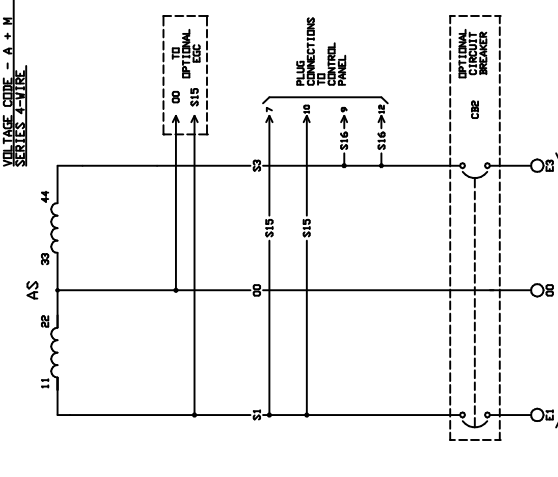 VOLTAGE CODE - A + M
SERIES 4-WIRE
AS
11
22
33
44
00 TO
S15 OPTIONAL
EGC
S1
00
S3
S15
S15
S16
S16
7
10
9
12
PLUG
CONNECTIONS
TO
CONTROL
PANEL
OPTIONAL
CIRCUIT
BREAKER
CB2
E1
00
E3